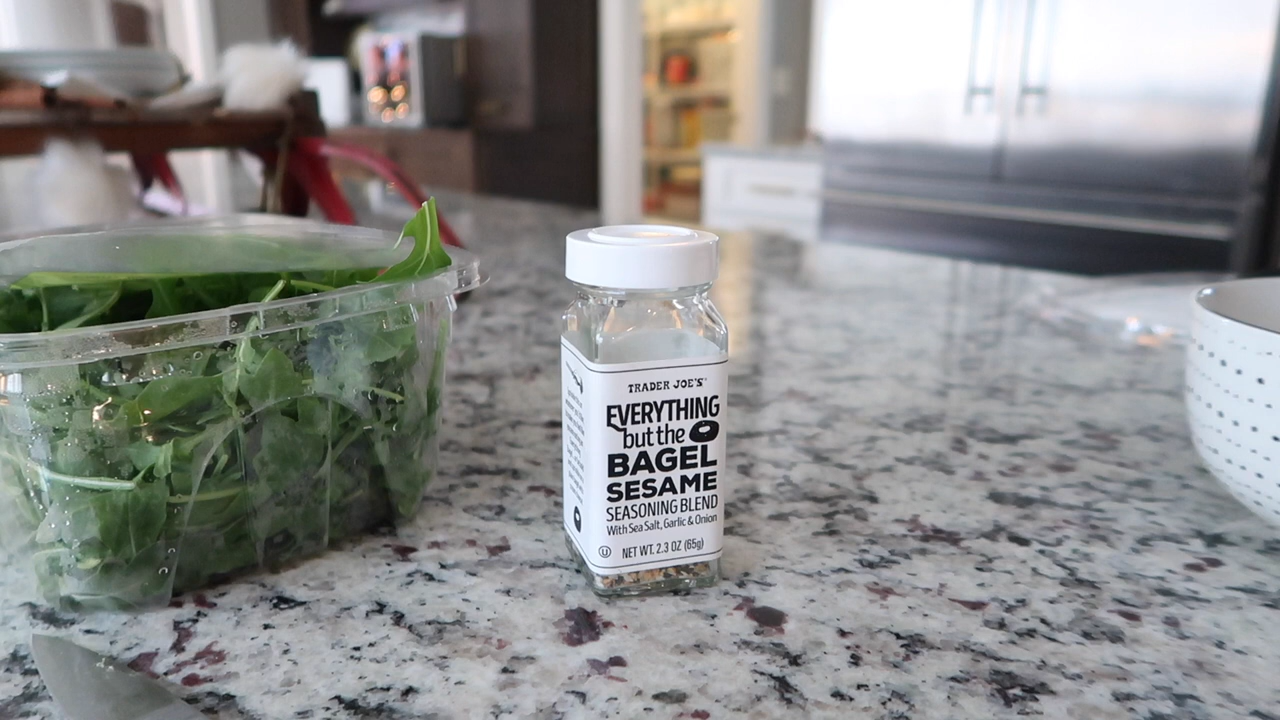 TRADER JOE'S
EVERYTHING
but the
BAGEL
SESAME
SEASONING BLEND
With Sea Salt, Garlic & Onion
U NET WT. 2.3 OZ (65g)